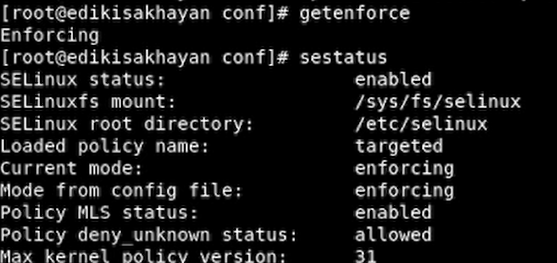 [root@edikisakhayan conf]# getenforce
Enforcing
[root@edikisakhayan conf]# sestatus
SELinux status:                 enabled
SELinuxfs mount:                /sys/fs/selinux
SELinux root directory:         /etc/selinux
Loaded policy name:             targeted
Current mode:                   enforcing
Mode from config file:          enforcing
Policy MLS status:              enabled
Policy deny_unknown status:     allowed
Max kernel policy version:      31